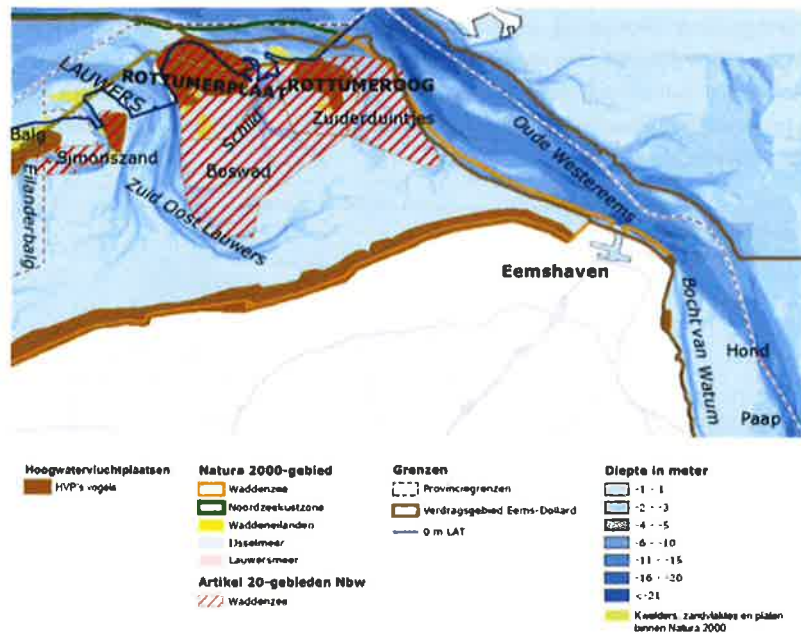 LAUWERS
ROTTUMERPLAAT
ROTTUMEROOG
Schild
Zuiderduintjes
Balg
Simonszand
Boswad
Oude Westereems
Eilanderbalg
Zuid Oost Lauwers
Eemshaven
Bocht van Watum
Hond
Paap
Hoogwatervluchtplaatsen
HVP's vogels
Natura 2000-gebied
Waddenzee
Noordzeekustzone
Waddeneilanden
IJsselmeer
Lauwersmeer
Artikel 20-gebieden Nbw
Waddenzee
Grenzen
Provinciegrenzen
Verdragsgebied Eems-Dollard
0 m LAT
Diepte in meter
-1 - 1
-2 - -3
-4 - -5
-6 - -10
-11 - -15
-16 - -20
<-21
Kwelders, zandvlaktes en platen
binnen Natura 2000